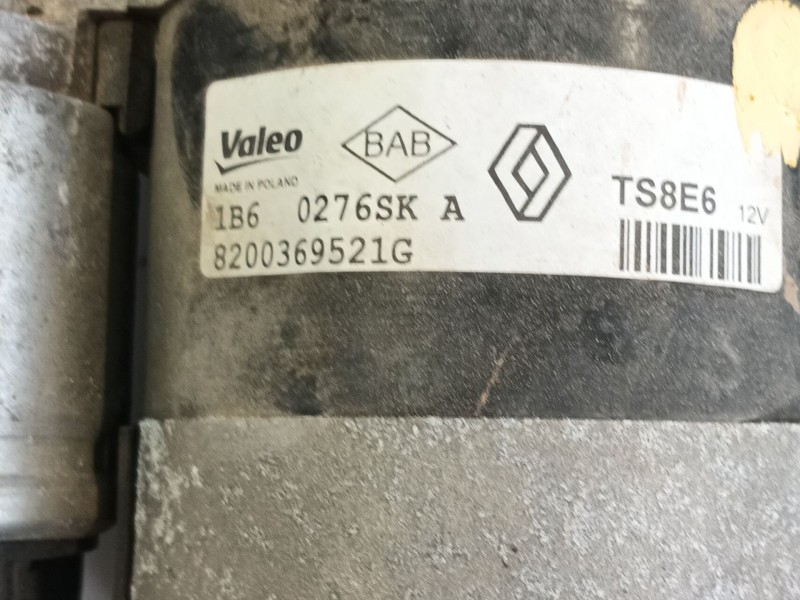 Valeo BAB
MADE IN POLAND
TS8E6 12V
1B6 0276SK A
8200369521G